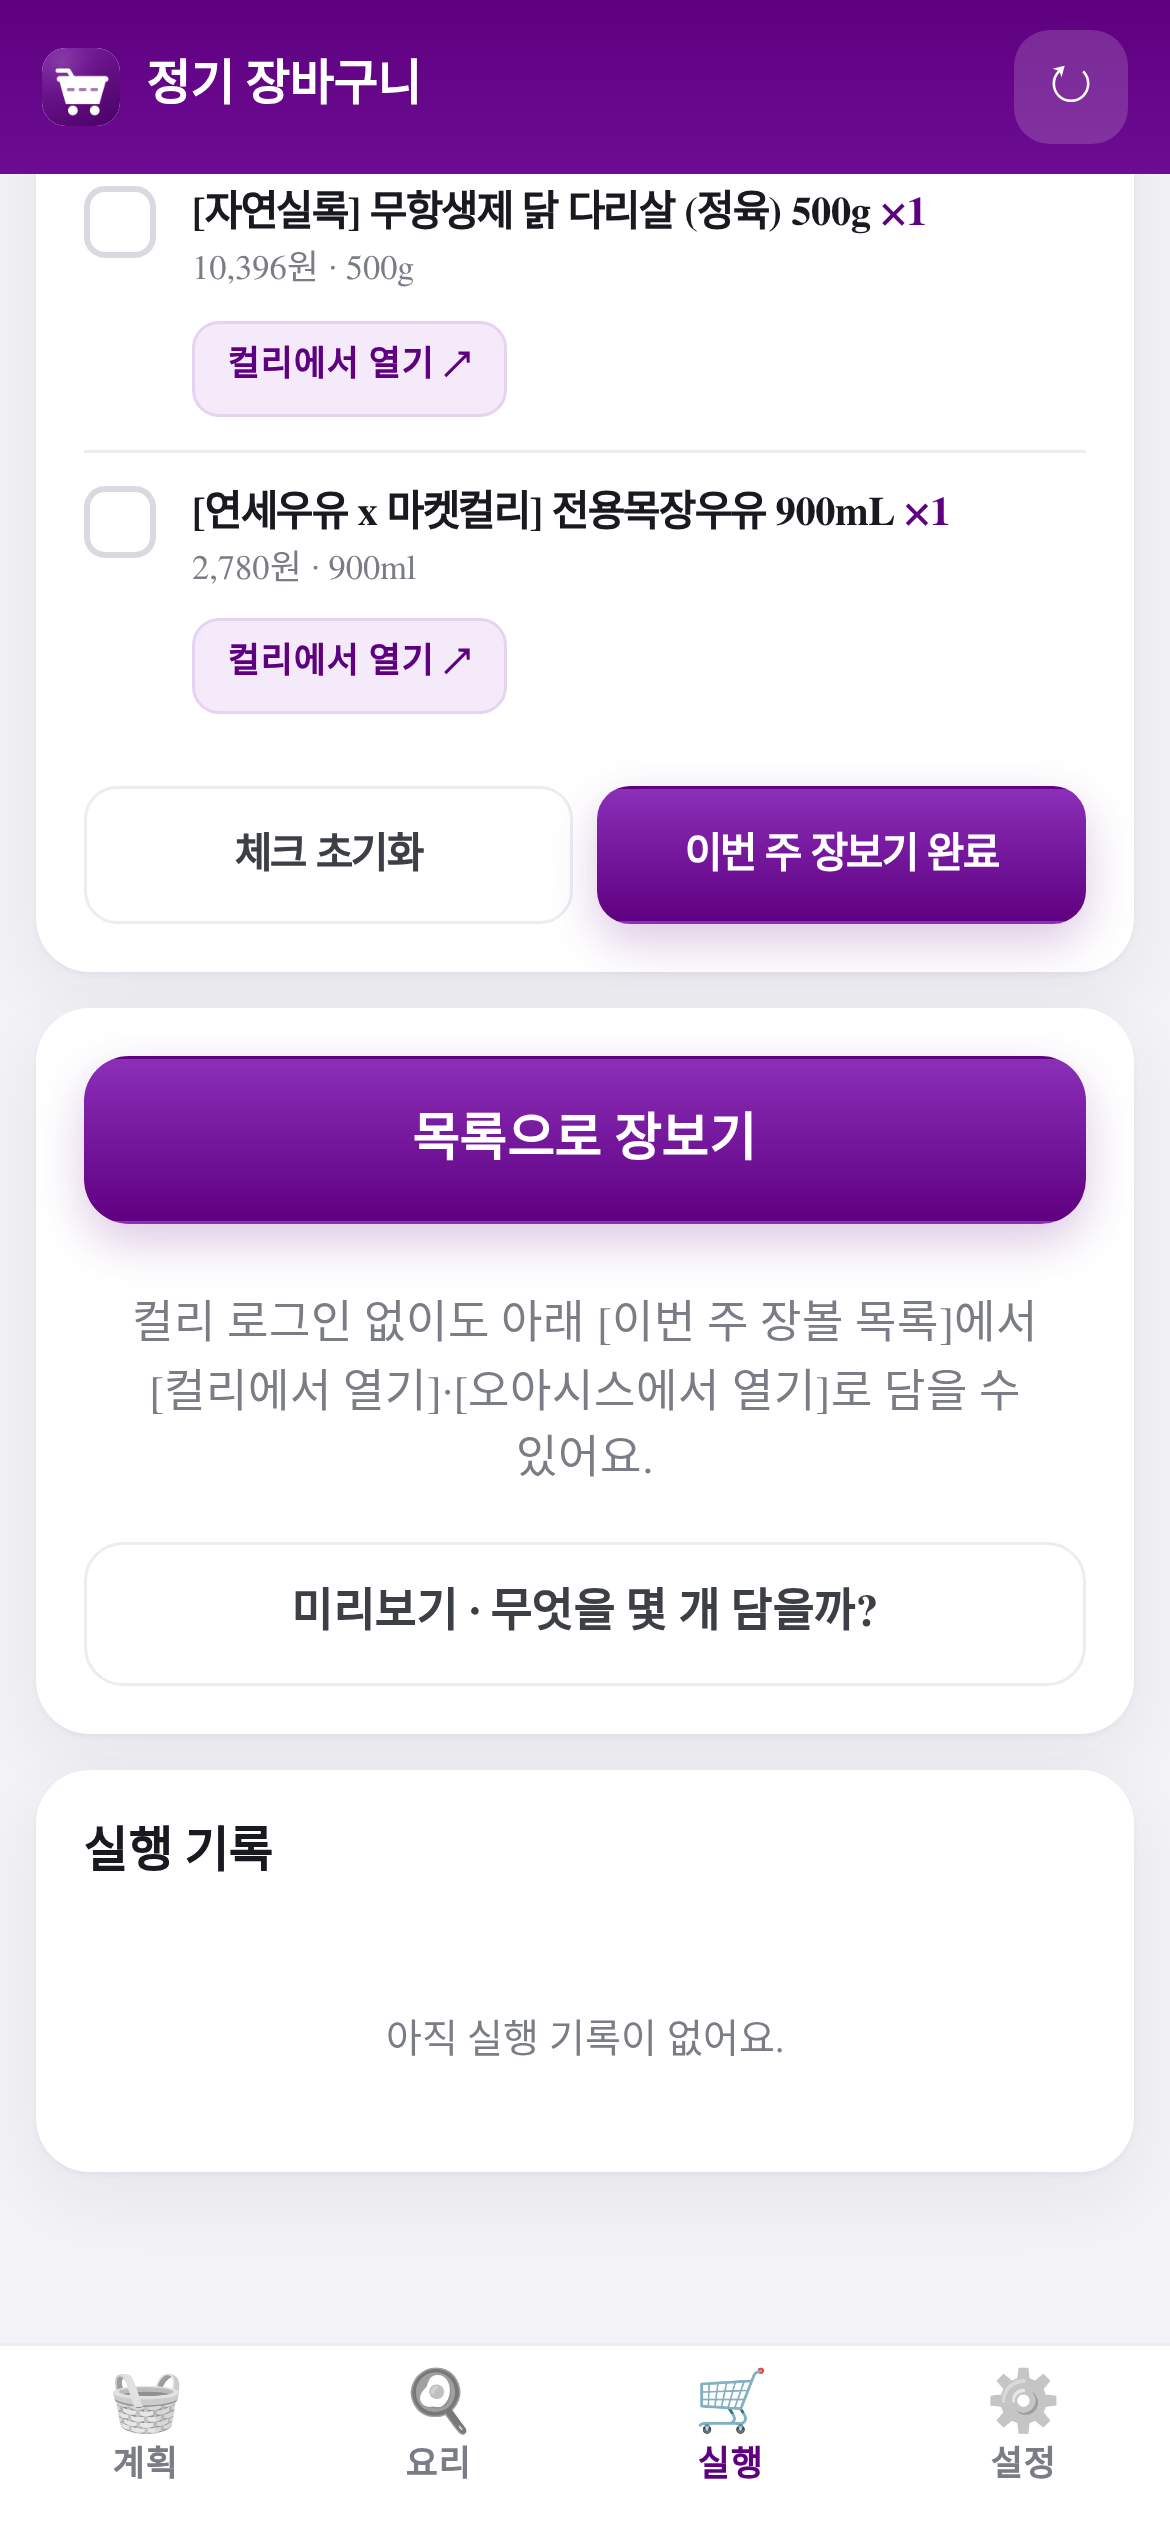 정기 장바구니
[자연실록] 무항생제 닭 다리살 (정육) 500g ×1
10,396원 · 500g
컬리에서 열기 ↗
[연세우유 x 마켓컬리] 전용목장우유 900mL ×1
2,780원 · 900ml
컬리에서 열기 ↗
체크 초기화
이번 주 장보기 완료
목록으로 장보기
컬리 로그인 없이도 아래 [이번 주 장볼 목록]에서
[컬리에서 열기]·[오아시스에서 열기]로 담을 수
있어요.
미리보기 · 무엇을 몇 개 담을까?
실행 기록
아직 실행 기록이 없어요.
계획
요리
실행
설정